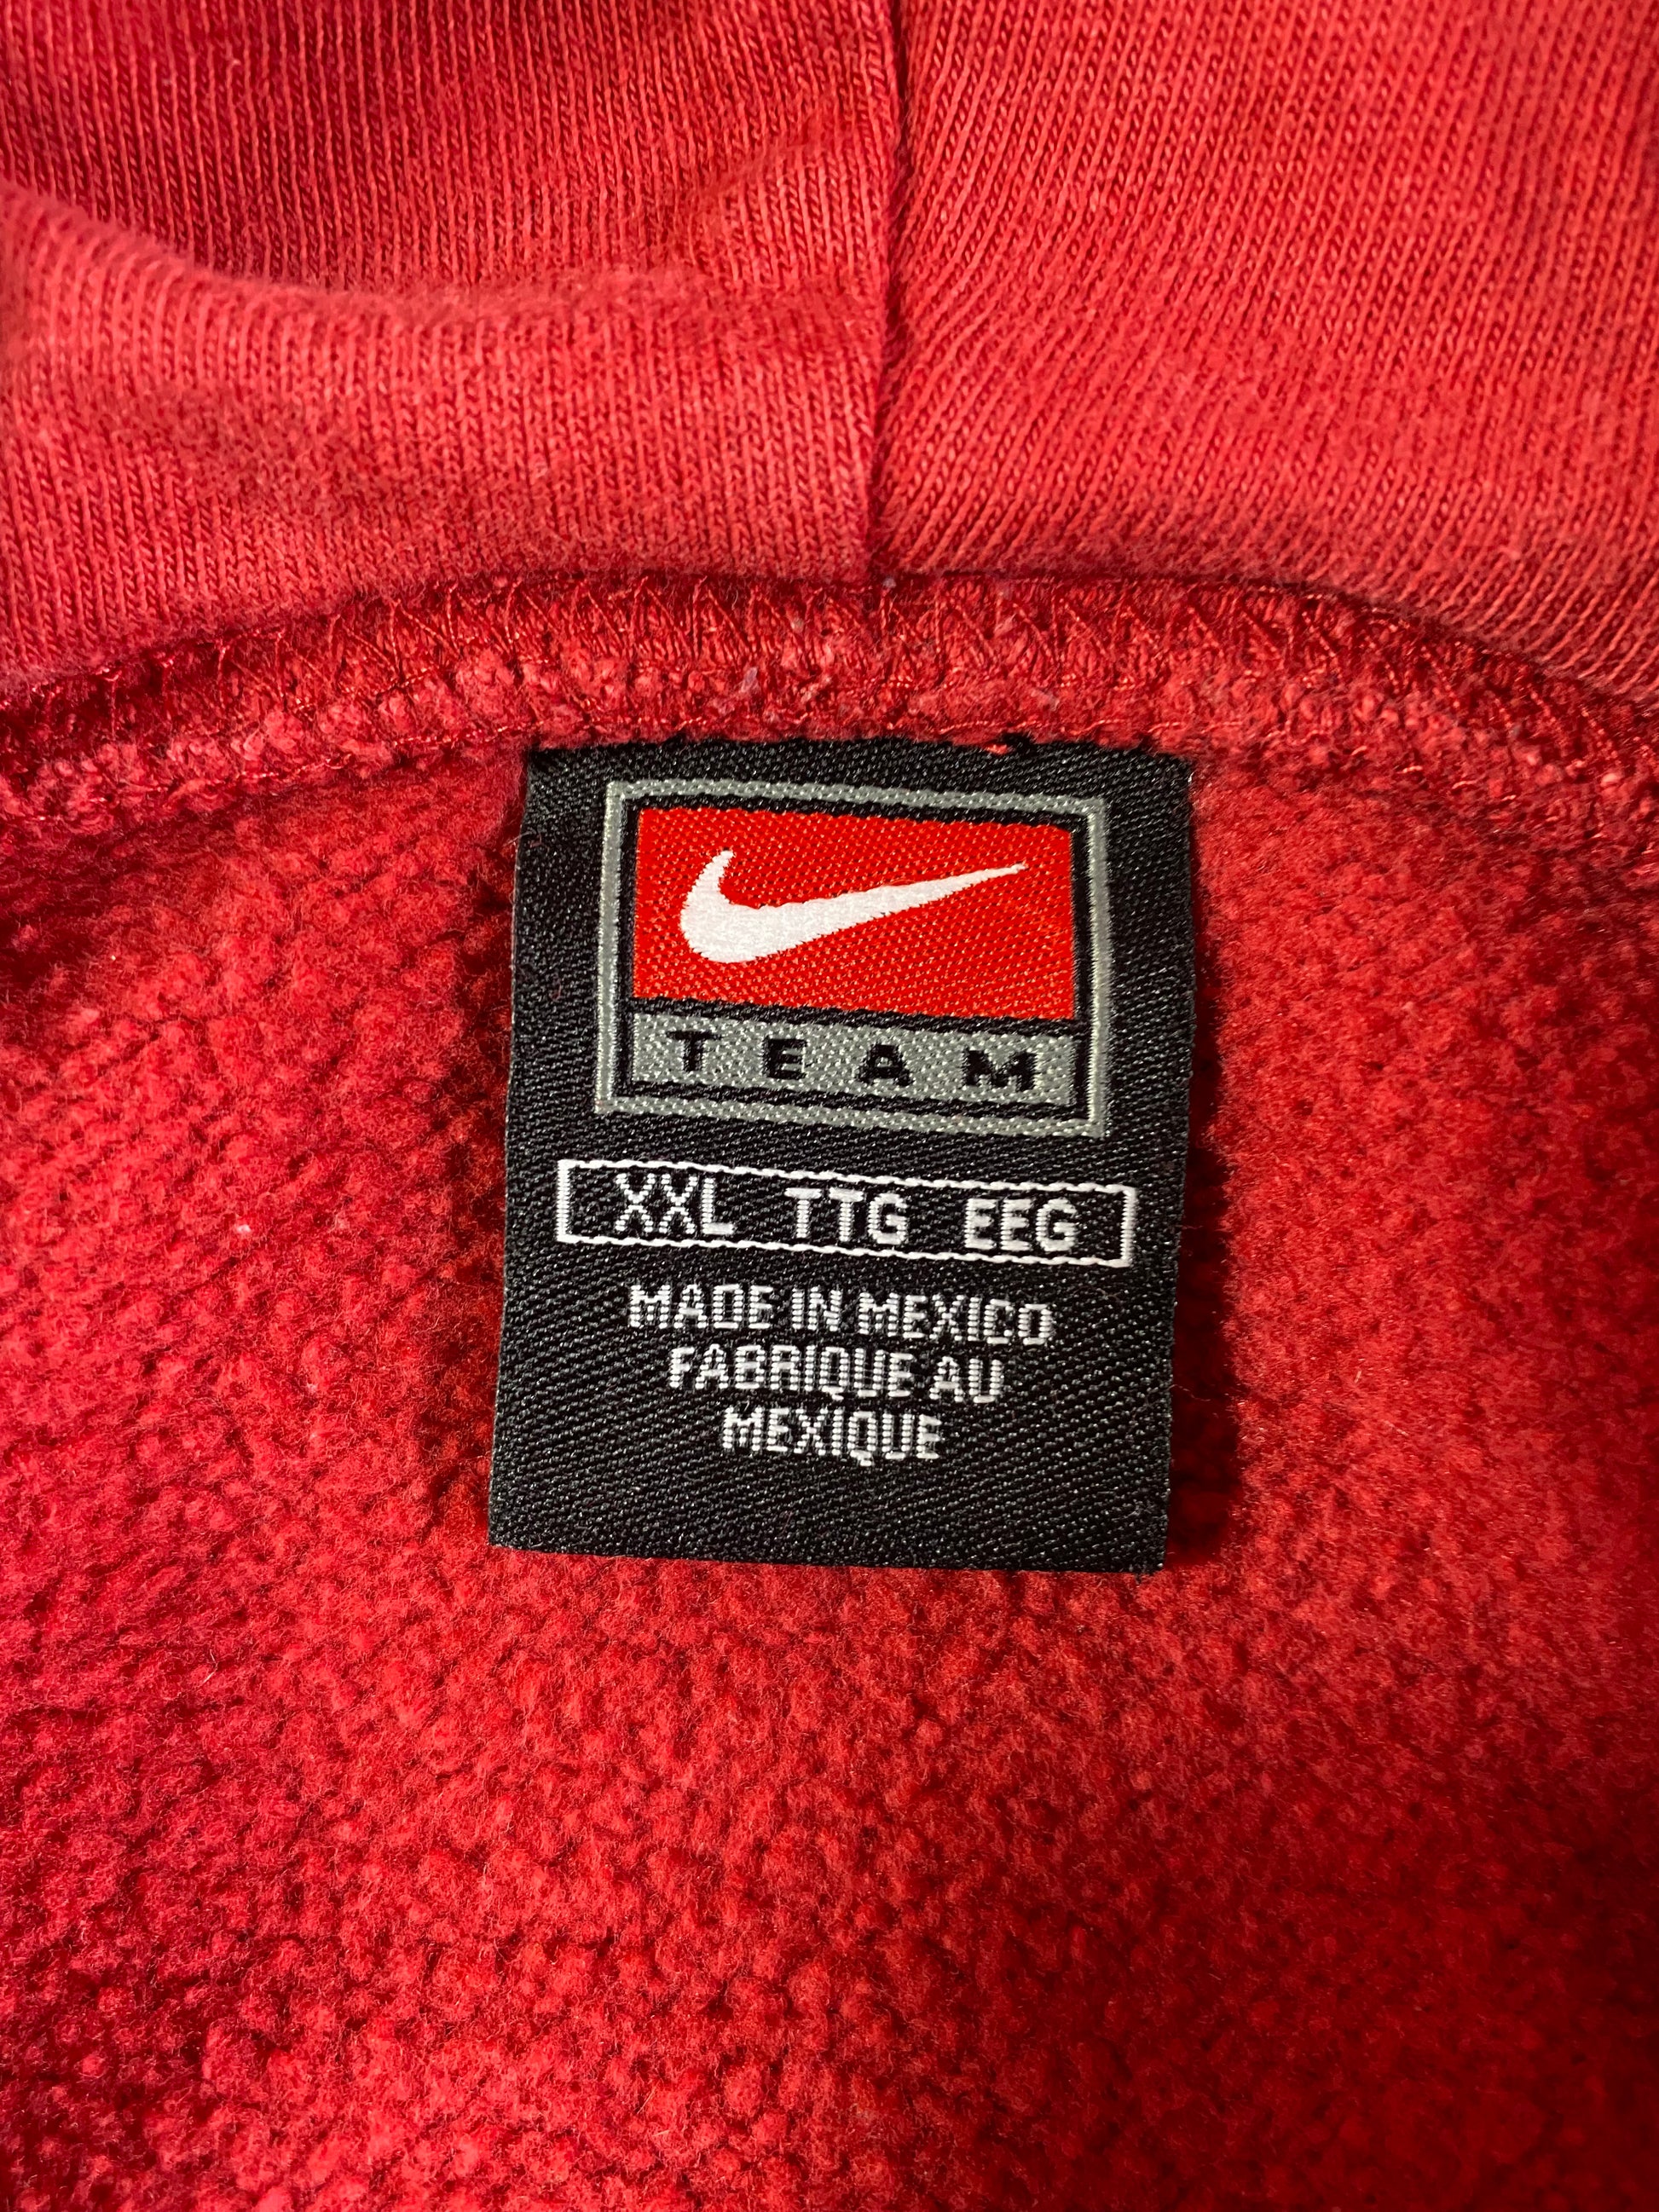 TEAM
XXL TTG EEG
MADE IN MEXICO
FABRIQUE AU
MEXIQUE